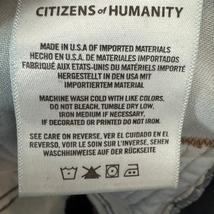 CITIZENS of HUMANITY
MADE IN U.S.A OF IMPORTED MATERIALS
HECHO EN U.S.A. DE MATERIALES IMPORTADOS
FABRIQUÉ AUX ETATS-UNIS DU MATÉRIEL IMPORTÉ
HERGESTELLT IN DEN USA MIT
IMPORTIERTEM MATERIAL
MACHINE WASH COLD WITH LIKE COLORS.
DO NOT BLEACH. TUMBLE DRY LOW.
IRON MEDIUM IF NECESSARY,
IF DECORATED OR PRINTED DO NOT IRON.
SEE CARE ON REVERSE. VER EL CUIDADO EN EL
REVERSO. VOIR LE SOIN SUR L'INVERSE. SEHEN
WASCHHINWEISE AUF DER RÜCKSEITE